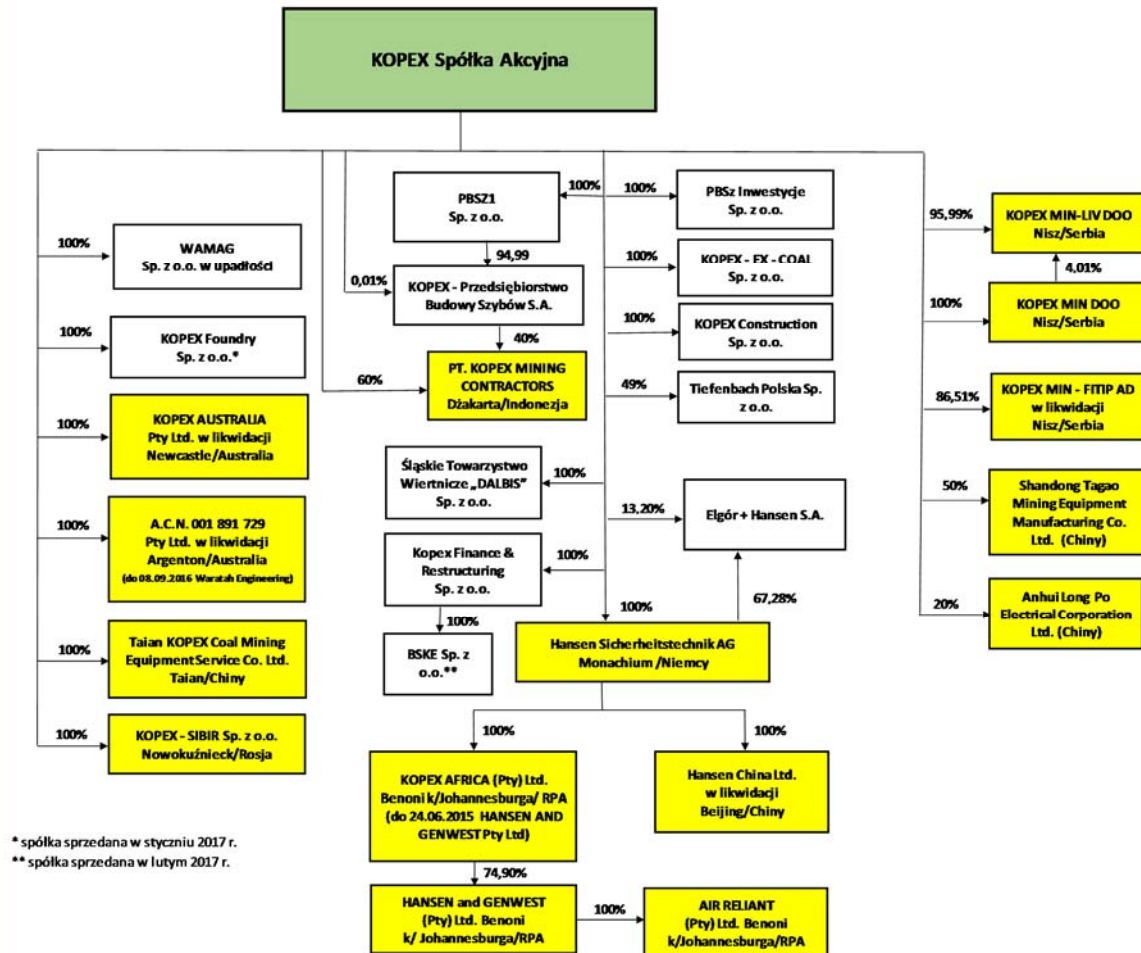 KOPEX Spółka Akcyjna
100%
WAMAG
Sp. z o.o. w upadłości
100%
KOPEX Foundry
Sp. z o.o.*
100%
KOPEX AUSTRALIA
Pty Ltd. w likwidacji
Newcastle/Australia
100%
A.C.N. 001 891 729
Pty Ltd. w likwidacji
Argenton/Australia
(do 08.09.2016 Waratah Engineering)
100%
Taian KOPEX Coal Mining
Equipment Service Co. Ltd.
Taian/Chiny
100%
KOPEX - SIBIR Sp. z o.o.
Nowokuźnieck/Rosja
PBSZ1
Sp. z o.o.
100%
94,99
0,01%
KOPEX - Przedsiębiorstwo
Budowy Szybów S.A.
40%
60%
PT. KOPEX MINING
CONTRACTORS
Dżakarta/Indonezja
Śląskie Towarzystwo
Wiertnicze „DALBIS”
Sp. z o.o.
100%
Kopex Finance &
Restructuring
Sp. z o.o.
100%
100%
BSKE Sp. z
o.o.**
100%
PBSz Inwestycje
Sp. z o.o.
100%
KOPEX - EX - COAL
Sp. z o.o.
100%
KOPEX Construction
Sp. z o.o.
49%
Tiefenbach Polska Sp.
z o.o.
13,20%
Elgór + Hansen S.A.
67,28%
100%
Hansen Sicherheitstechnik AG
Monachium /Niemcy
100%
KOPEX AFRICA (Pty) Ltd.
Benoni k/Johannesburga/ RPA
(do 24.06.2015 HANSEN AND
GENWEST Pty Ltd)
100%
Hansen China Ltd.
w likwidacji
Beijing/Chiny
74,90%
HANSEN and GENWEST
(Pty) Ltd. Benoni
k/ Johannesburga/RPA
100%
AIR RELIANT
(Pty) Ltd. Benoni
k/Johannesburga/RPA
95,99%
KOPEX MIN-LIV DOO
Nisz/Serbia
4,01%
100%
KOPEX MIN DOO
Nisz/Serbia
86,51%
KOPEX MIN - FITIP AD
w likwidacji
Nisz/Serbia
50%
Shandong Tagao
Mining Equipment
Manufacturing Co.
Ltd. (Chiny)
20%
Anhui Long Po
Electrical Corporation
Ltd. (Chiny)
* spółka sprzedana w styczniu 2017 r.
** spółka sprzedana w lutym 2017 r.